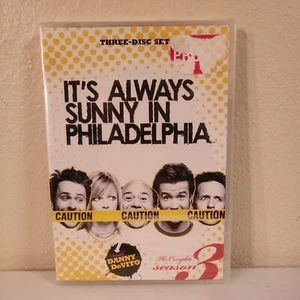 THREE-DISC SET
IT'S ALWAYS
SUNNY IN
PHILADELPHIA
CAUTION CAUTION CAUTION
DANNY
DeVITO
The Complete
season 3